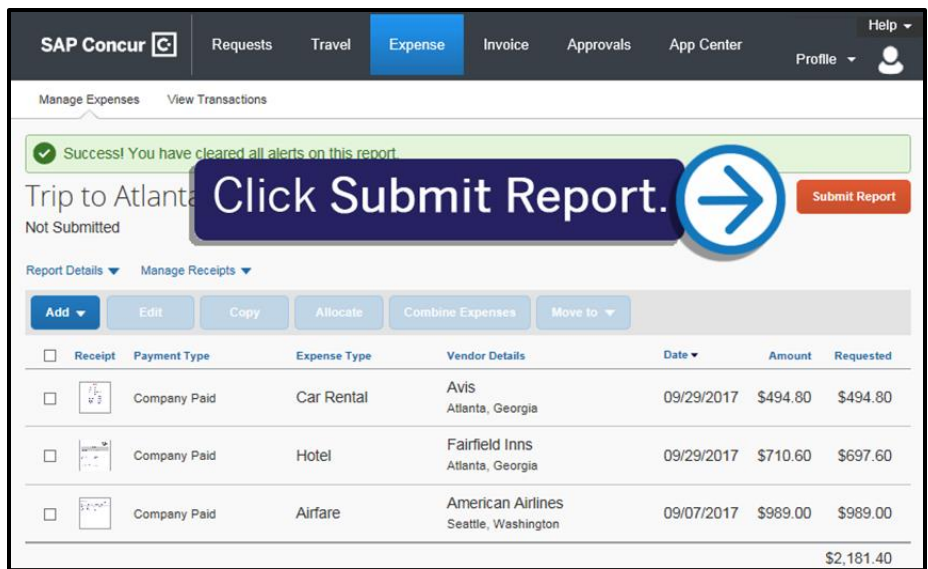 Help
SAP Concur C Requests Travel Expense Invoice Approvals App Center
Profile
Manage Expenses View Transactions
Success! You have cleared all alerts on this report.
Trip to Atlanta
Click Submit Report.
Submit Report
Not Submitted
Report Details Manage Receipts
Add Edit Copy Allocate Combine Expenses Move to
Receipt Payment Type Expense Type Vendor Details Date Amount Requested
Company Paid Car Rental Avis 09/29/2017 $494.80 $494.80
Atlanta, Georgia
Company Paid Hotel Fairfield Inns 09/29/2017 $710.60 $697.60
Atlanta, Georgia
Company Paid Airfare American Airlines 09/07/2017 $989.00 $989.00
Seattle, Washington
$2,181.40